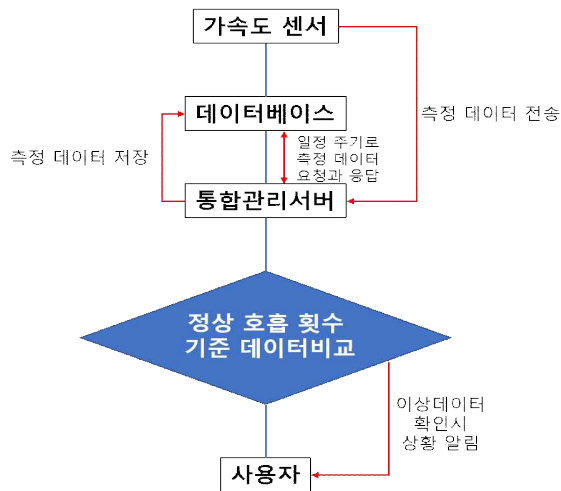 가속도 센서
데이터베이스
측정 데이터 전송
일정 주기로
측정 데이터
요청과 응답
측정 데이터 저장
통합관리서버
정상 호흡 횟수
기준 데이터비교
이상데이터
확인시
상황 알림
사용자